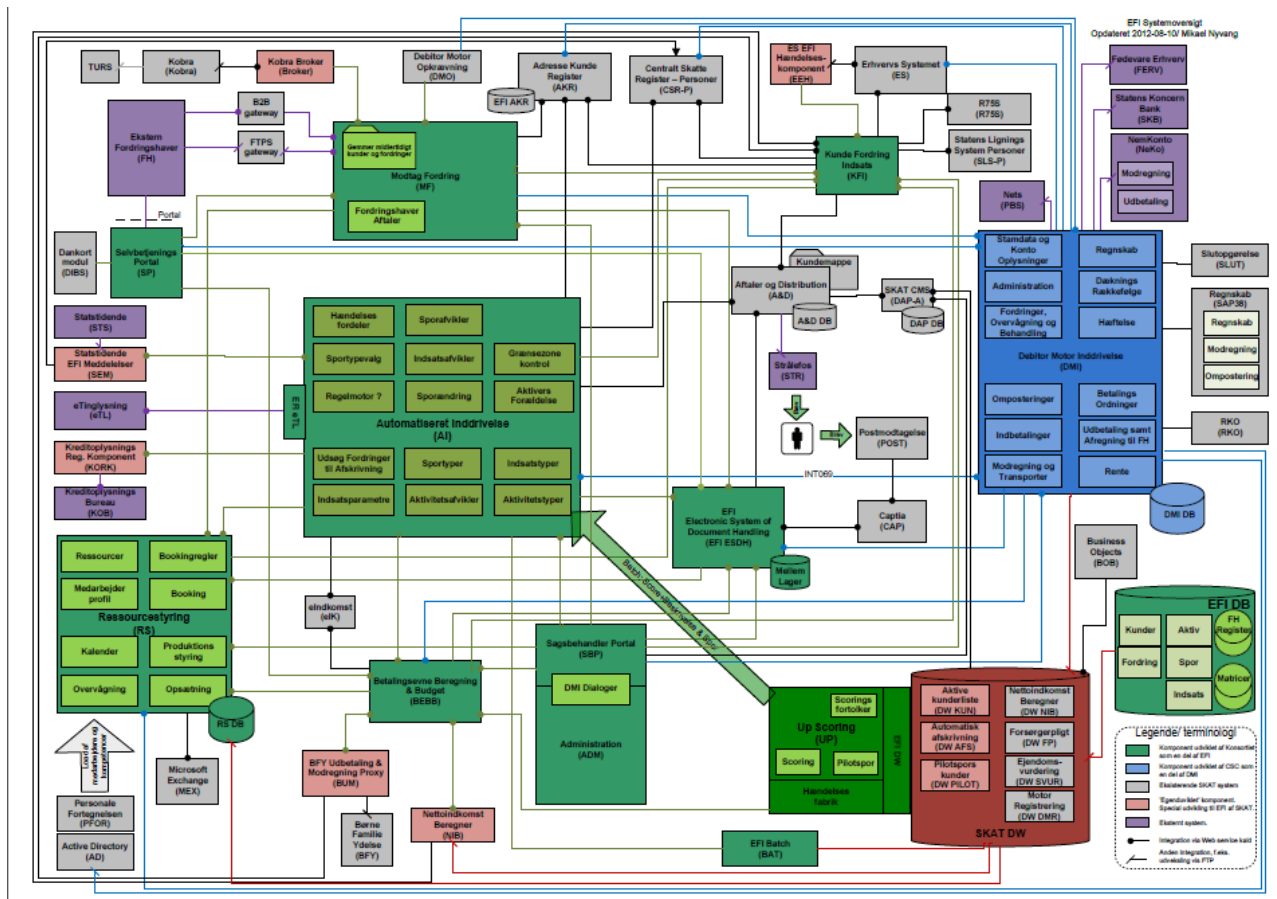 EFI Systemoversigt
Opdateret 2012-08-10/ Mikael Nyvang
TURS
Kobra
(Kobra)
Kobra Broker
(Broker)
Debitor Motor
Opkrævning
(DMO)
Adresse Kunde
Register
(AKR)
EFI AKR
Centralt Skatte
Register – Personer
(CSR-P)
ES EFI
Hændelses-
komponent
(EEH)
Erhvervs Systemet
(ES)
Fødevare Erhverv
(FERV)
B2B
gateway
FTPS
gateway
Ekstern
Fordringshaver
(FH)
Gemmer midlertidigt
kunder og fordringer
Modtag Fordring
(MF)
Fordringshaver
Aftaler
Kunde Fordring
Indsats
(KFI)
R75S
(R75S)
Statens Lignings
System Personer
(SLS-P)
Statens Koncern
Bank
(SKB)
NemKonto
(NeKo)
Modregning
Udbetaling
Nets
(PBS)
Portal
Dankort
modul
(DIBS)
Selvbetjenings
Portal
(SP)
Kundemappe
Aftaler og Distribution
(A&D)
A&D DB
SKAT CMS
(DAP-A)
DAP DB
Stamdata og
Konto
Oplysninger
Regnskab
Administration
Dæknings
Rækkefølge
Fordringer,
Overvågning og
Behandling
Hæftelse
Debitor Motor Inddrivelse
(DMI)
Omposteringer
Betalings
Ordninger
Indbetalinger
Udbetaling samt
Afregning til FH
Modregning og
Transporter
Rente
DMI DB
Slutopgørelse
(SLUT)
Regnskab
(SAP38)
Regnskab
Modregning
Ompostering
RKO
(RKO)
Statstidende
(STS)
Statstidende
EFI Meddelelser
(SEM)
eTinglysning
(eTL)
EFI eTL
Kreditoplysnings
Reg. Komponent
(KORK)
Kreditoplysnings
Bureau
(KOB)
Hændelses
fordeler
Sporafvikler
Sportypevalg
Indsatsafvikler
Grænsezone
kontrol
Regelmotor ?
Sporændring
Aktivers
Forældelse
Automatiseret Inddrivelse
(AI)
Udsøg Fordringer
til Afskrivning
Sportyper
Indsatstyper
Indsatsparametre
Aktivitetsafvikler
Aktivitetstyper
Strålefos
(STR)
Postmodtagelse
(POST)
INT069
EFI
Electronic System of
Document Handling
(EFI ESDH)
Mellem
Lager
Captia
(CAP)
Ressourcer
Bookingregler
Medarbejder
profil
Booking
Ressourcestyring
(RS)
Kalender
Produktions
styring
Overvågning
Opsætning
RS DB
eIndkomst
(eIK)
Betalingsevne Beregning
& Budget
(BEBB)
Sagsbehandler Portal
(SBP)
DMI Dialoger
Administration
(ADM)
Business
Objects
(BOB)
EFI DB
Kunder
Aktiv
FH
Register
Fordring
Spor
Indsats
Matricer
Scorings
fortolker
Up Scoring
(UP)
Scoring
Pilotspor
Hændelses
fabrik
EFI DW
Aktive
kunderliste
(DW KUN)
Nettoindkomst
Beregner
(DW NIB)
Automatisk
afskrivning
(DW AFS)
Forsørgerpligt
(DW FP)
Pilotspors
kunder
(DW PILOT)
Ejendoms-
vurdering
(DW SVUR)
Motor
Registrering
(DW DMR)
SKAT DW
Load af
medarbejdere og
kompetencer
Personale
Fortegnelsen
(PFOR)
Active Directory
(AD)
Microsoft
Exchange
(MEX)
BFY Udbetaling &
Modregning Proxy
(BUM)
Børne
Familie
Ydelse
(BFY)
Nettoindkomst
Beregner
(NIB)
EFI Batch
(BAT)
Legende/ terminologi
Komponent udviklet af Konsortiet
som en del af EFI
Komponent udviklet af CSC som
en del af DMI
Eksisterende SKAT system
'Egenudviklet' komponent.
Special udvikling til EFI af SKAT.
Eksternt system.
Integration via Web service kald
Anden integration, f.eks.
udveksling via FTP